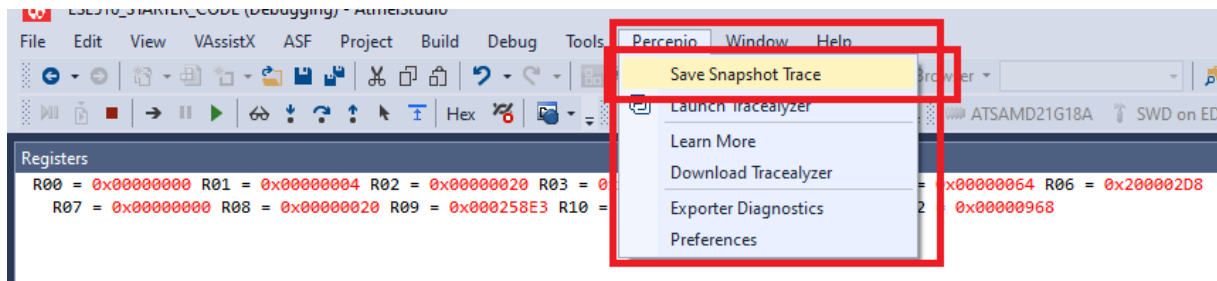 ESE516_STARTER_CODE (Debugging) - AtmelStudio
File Edit View VAssistX ASF Project Build Debug Tools Percepio Window Help
Save Snapshot Trace
Hex Launch Tracealyzer ATSAMD21G18A SWD on ED
Learn More
Registers
Download Tracealyzer
R00 = 0x00000000 R01 = 0x00000004 R02 = 0x00000020 R03 = = 0x00000064 R06 = 0x200002D8
R07 = 0x00000000 R08 = 0x00000020 R09 = 0x000258E3 R10 = Exporter Diagnostics = 0x00000968
Preferences